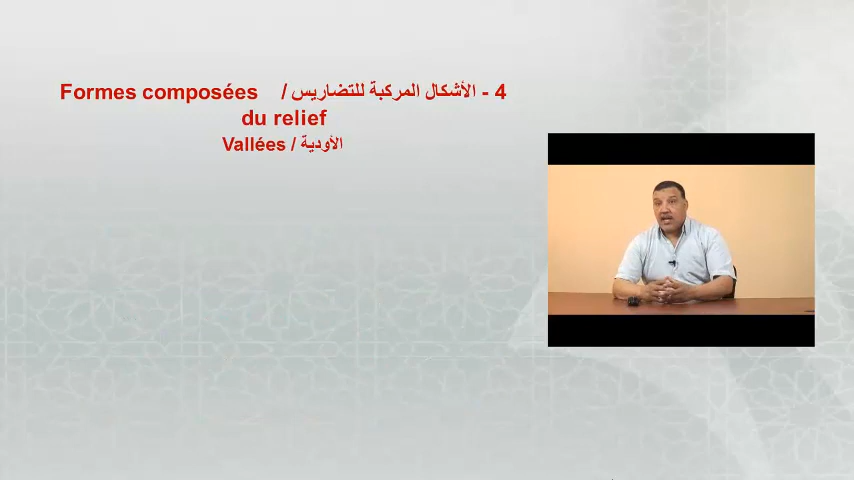 4 - الأشكال المركبة للتضاريس / Formes composées
du relief
الأودية / Vallées